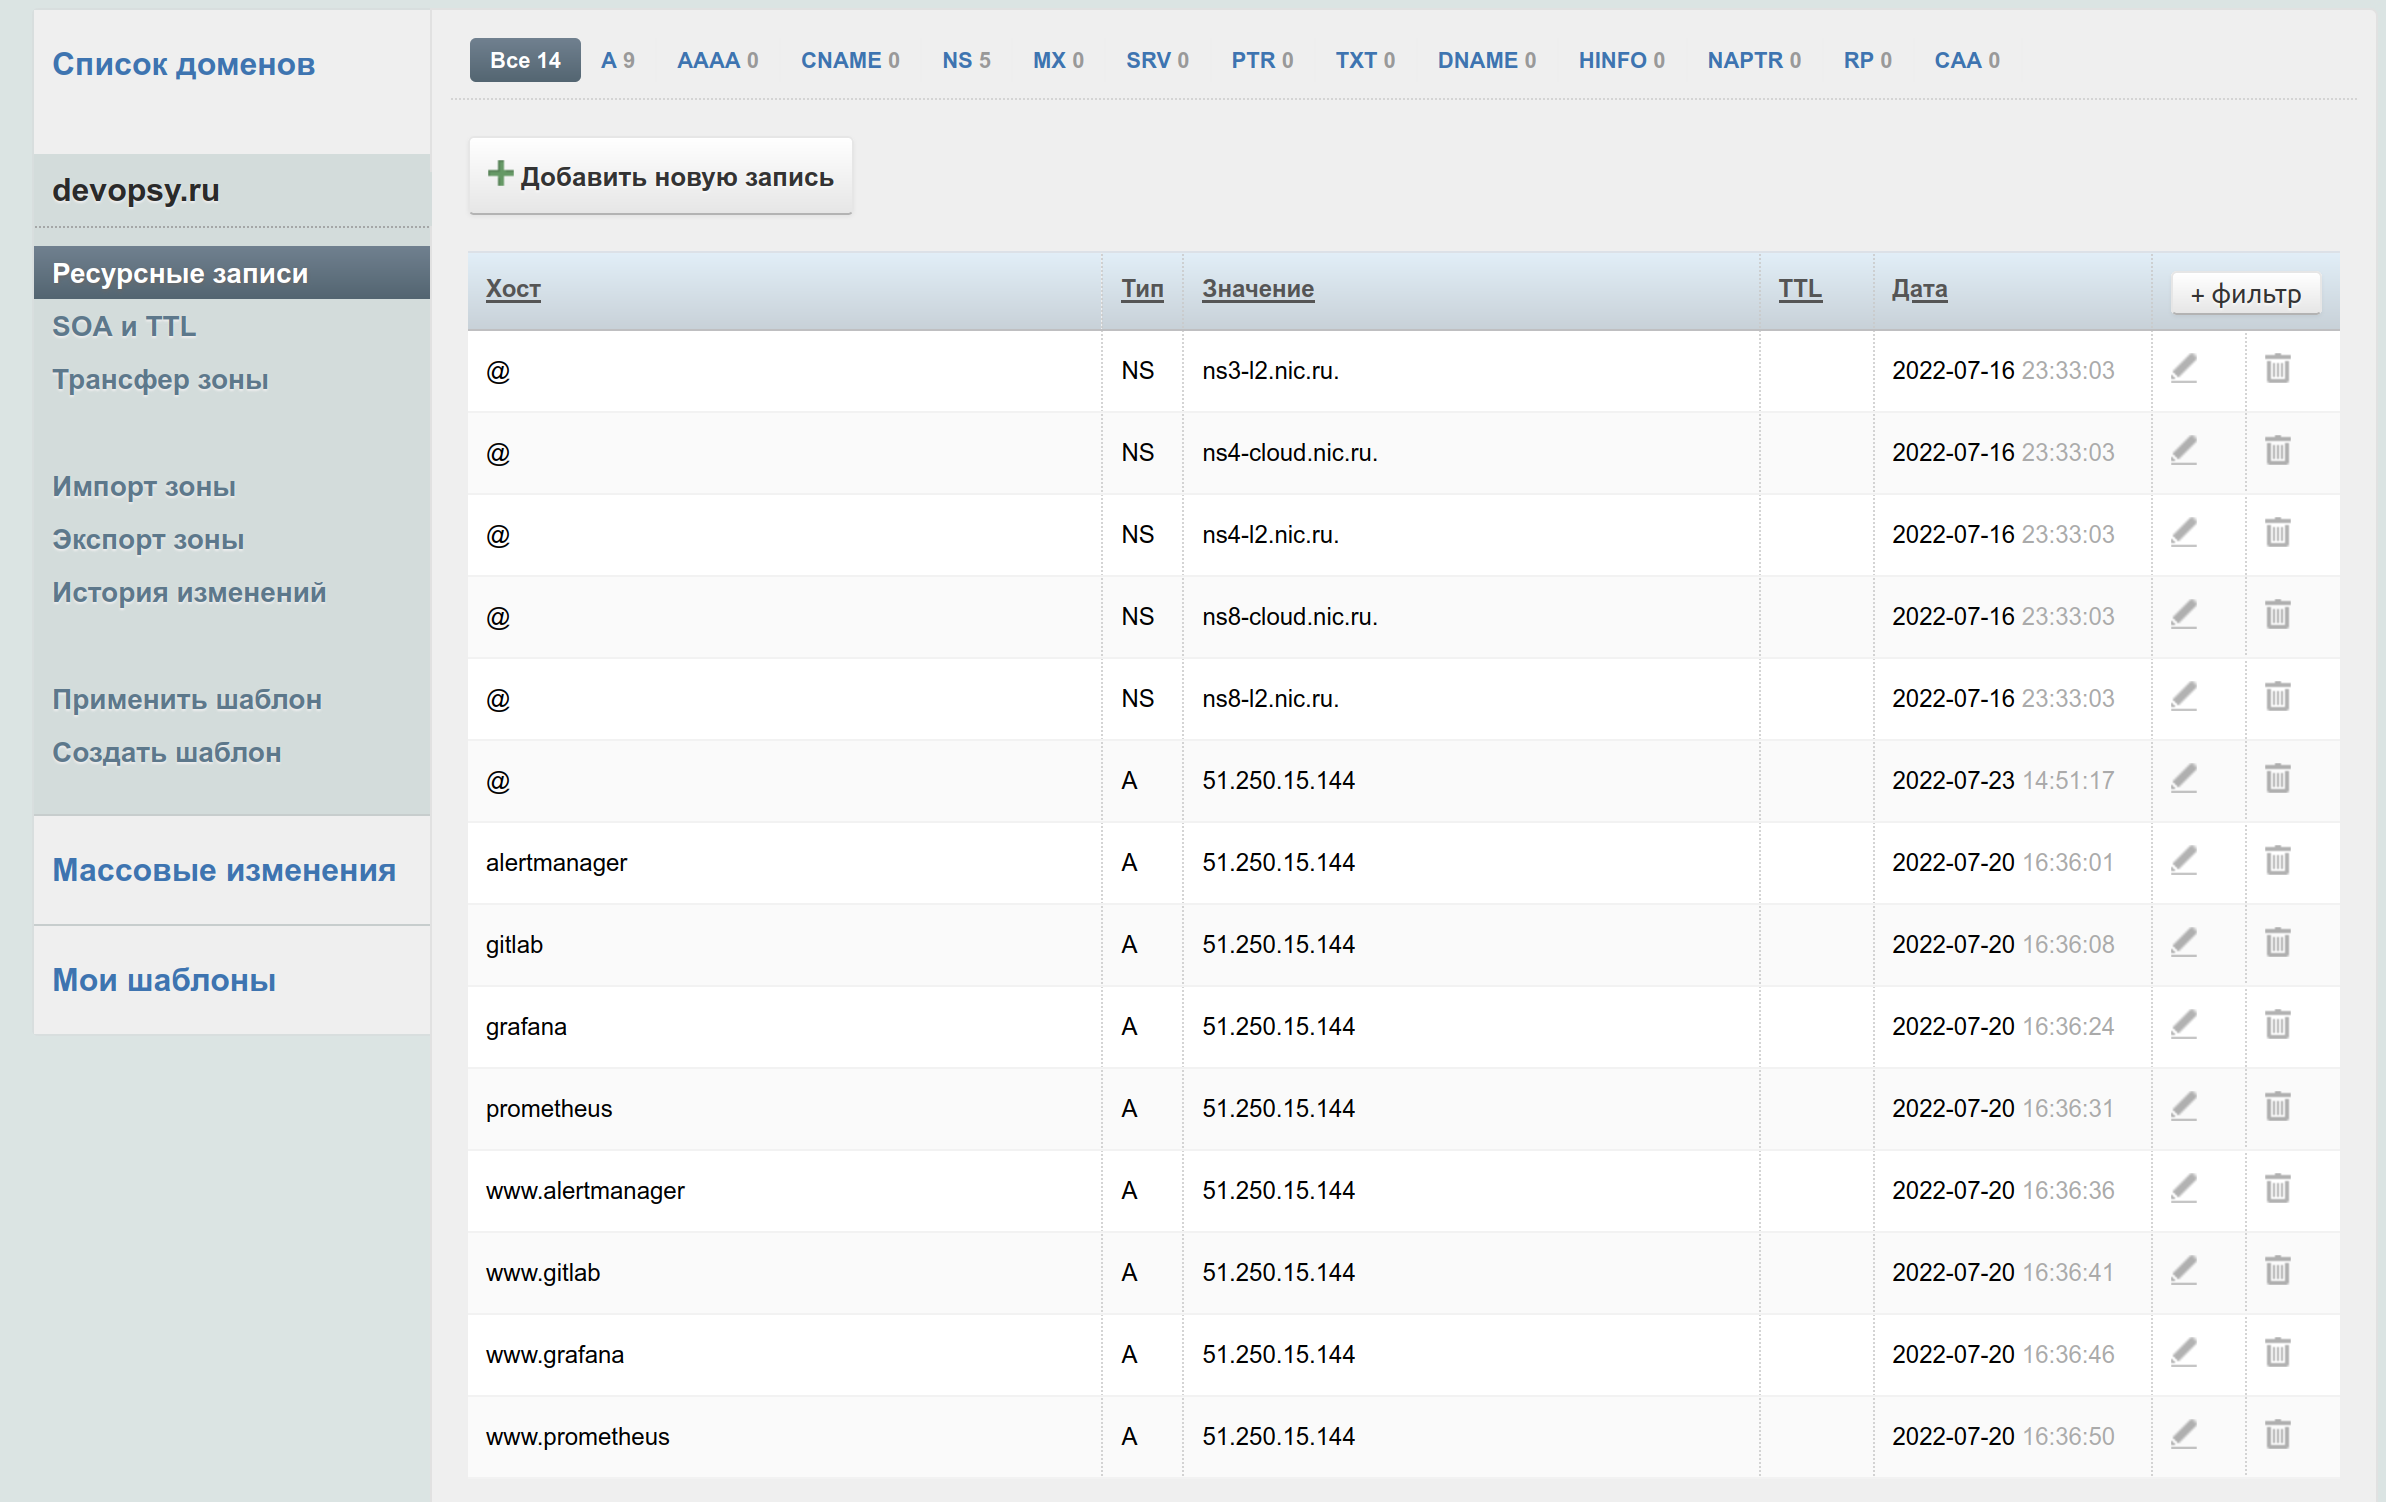 Список доменов
devopsy.ru
Ресурсные записи
SOA и TTL
Трансфер зоны
Импорт зоны
Экспорт зоны
История изменений
Применить шаблон
Создать шаблон
Массовые изменения
Мои шаблоны
Все 14 A 9 AAAA 0 CNAME 0 NS 5 MX 0 SRV 0 PTR 0 TXT 0 DNAME 0 HINFO 0 NAPTR 0 RP 0 CAA 0
Добавить новую запись
Хост Тип Значение TTL Дата + фильтр
@ NS ns3-l2.nic.ru. 2022-07-16 23:33:03
@ NS ns4-cloud.nic.ru. 2022-07-16 23:33:03
@ NS ns4-l2.nic.ru. 2022-07-16 23:33:03
@ NS ns8-cloud.nic.ru. 2022-07-16 23:33:03
@ NS ns8-l2.nic.ru. 2022-07-16 23:33:03
@ A 51.250.15.144 2022-07-23 14:51:17
alertmanager A 51.250.15.144 2022-07-20 16:36:01
gitlab A 51.250.15.144 2022-07-20 16:36:08
grafana A 51.250.15.144 2022-07-20 16:36:24
prometheus A 51.250.15.144 2022-07-20 16:36:31
www.alertmanager A 51.250.15.144 2022-07-20 16:36:36
www.gitlab A 51.250.15.144 2022-07-20 16:36:41
www.grafana A 51.250.15.144 2022-07-20 16:36:46
www.prometheus A 51.250.15.144 2022-07-20 16:36:50